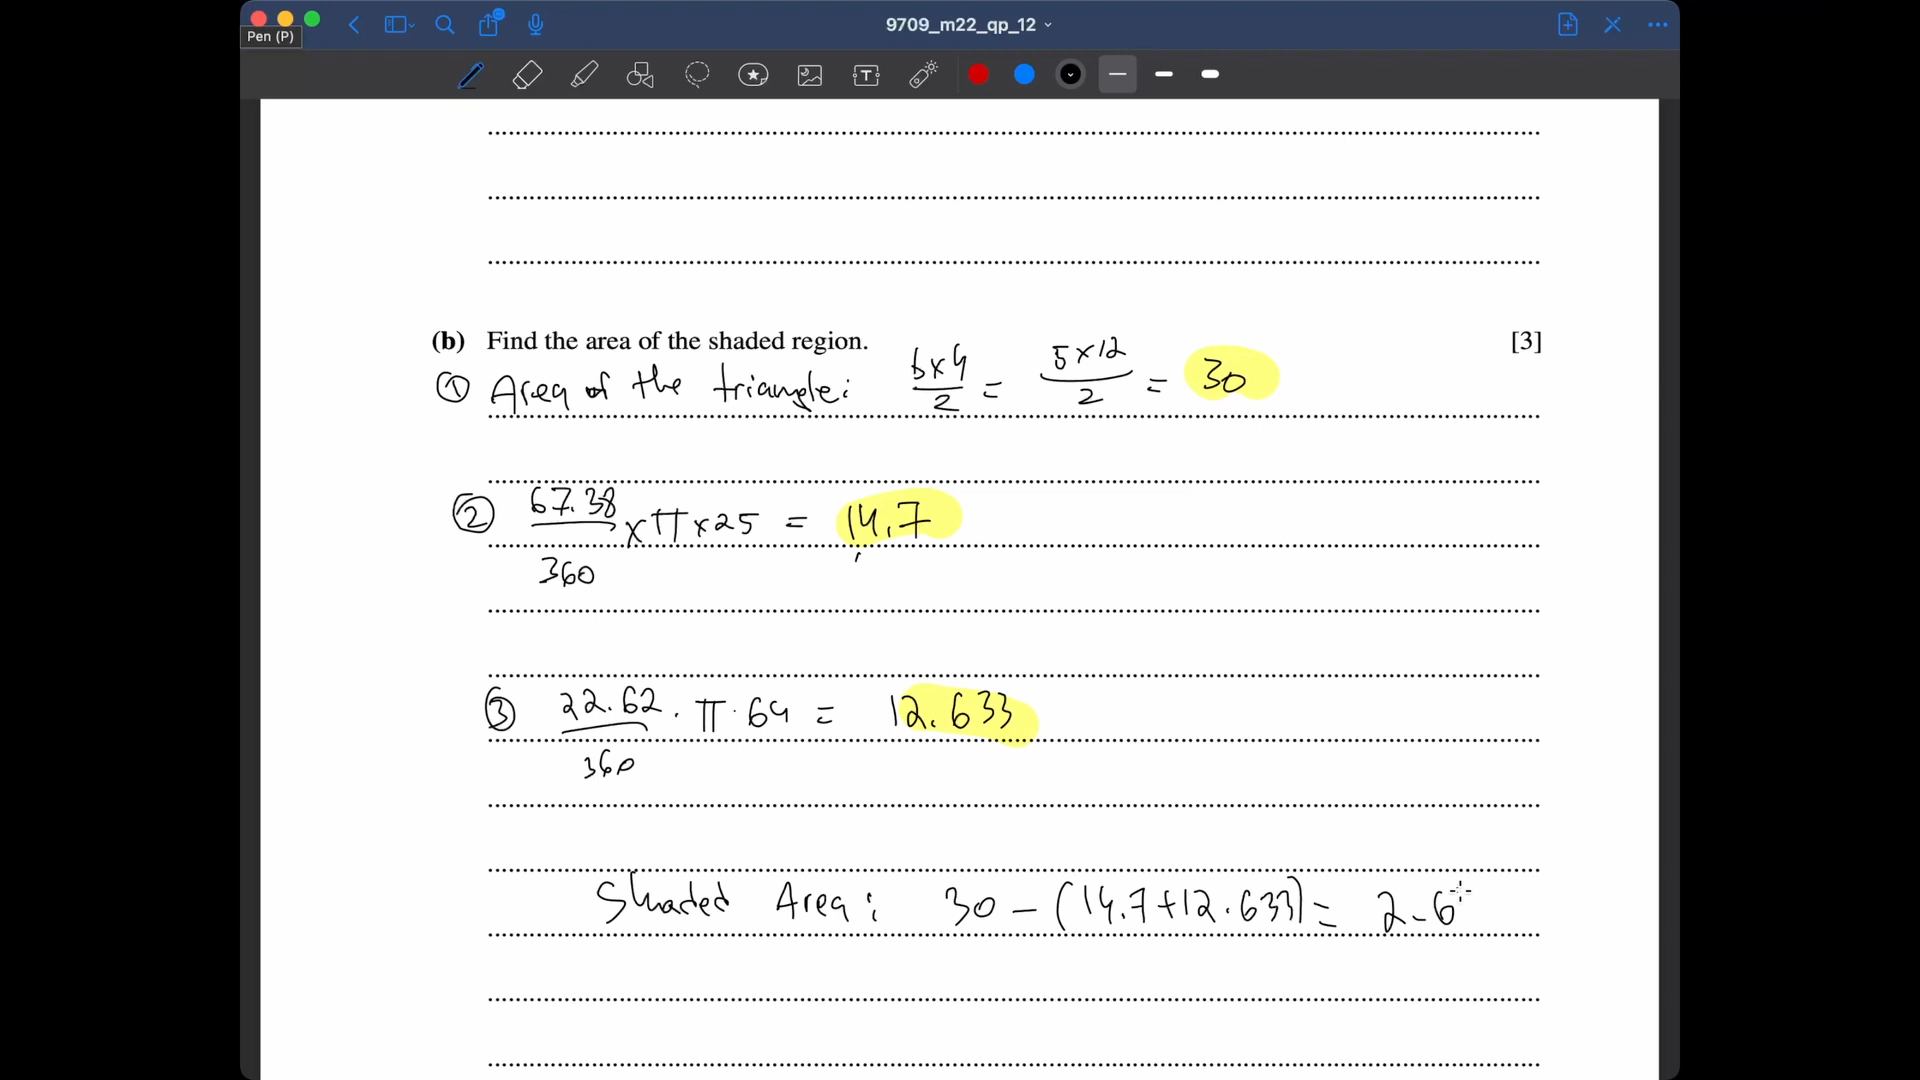 9709_m22_qp_12
Pen (P)
(b) Find the area of the shaded region. [3]
① Area of the triangle: 6x4/2 = 5x12/2 = 30
② 67.38/360 x π x 25 = 14.7
③ 22.62/360 . π . 64 = 12.633
Shaded Area: 30 - (14.7+12.633) = 2.6